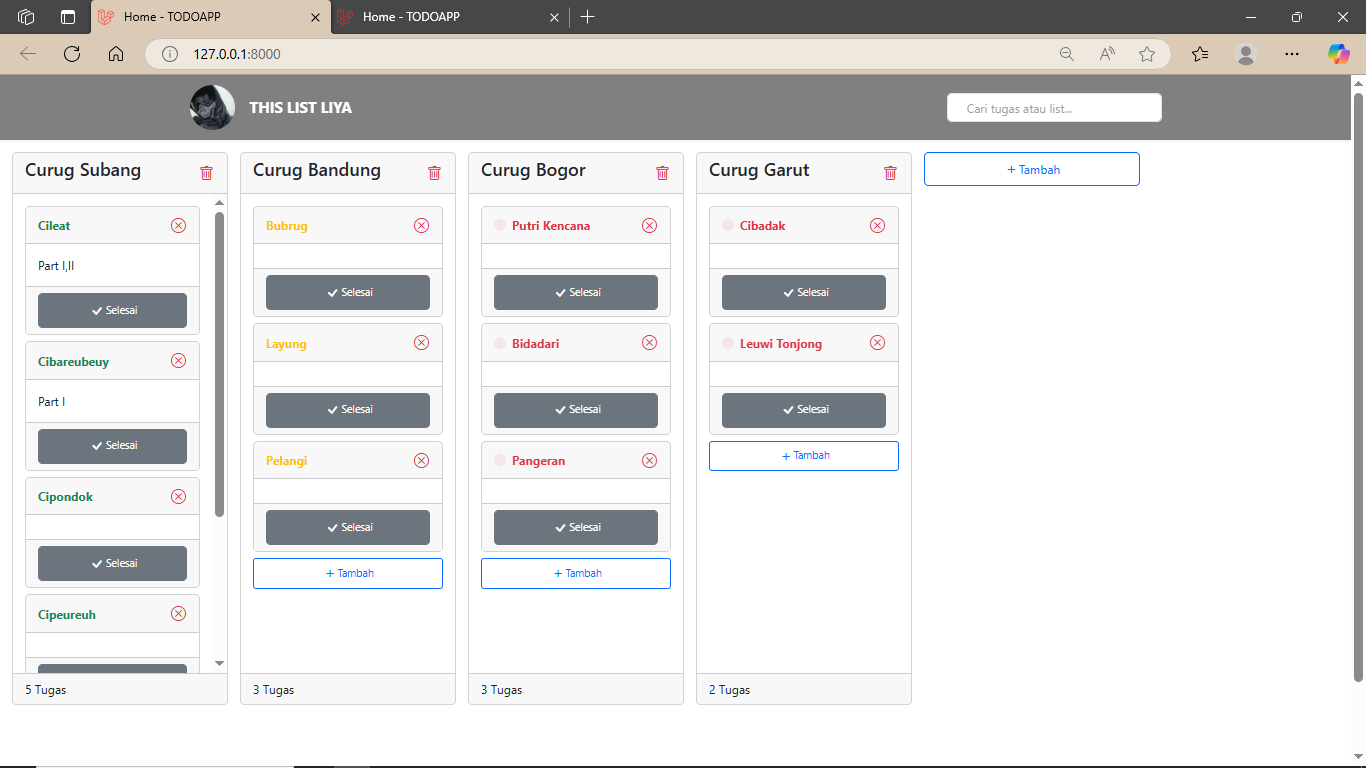 Home - TODOAPP
Home - TODOAPP
127.0.0.1:8000
THIS LIST LIYA
Cari tugas atau list...
Curug Subang
Cileat
Part I,II
Selesai
Cibareubeuy
Part I
Selesai
Cipondok
Selesai
Cipeureuh
5 Tugas
Curug Bandung
Bubrug
Selesai
Layung
Selesai
Pelangi
Selesai
+ Tambah
3 Tugas
Curug Bogor
Putri Kencana
Selesai
Bidadari
Selesai
Pangeran
Selesai
+ Tambah
3 Tugas
Curug Garut
Cibadak
Selesai
Leuwi Tonjong
Selesai
+ Tambah
2 Tugas
+ Tambah